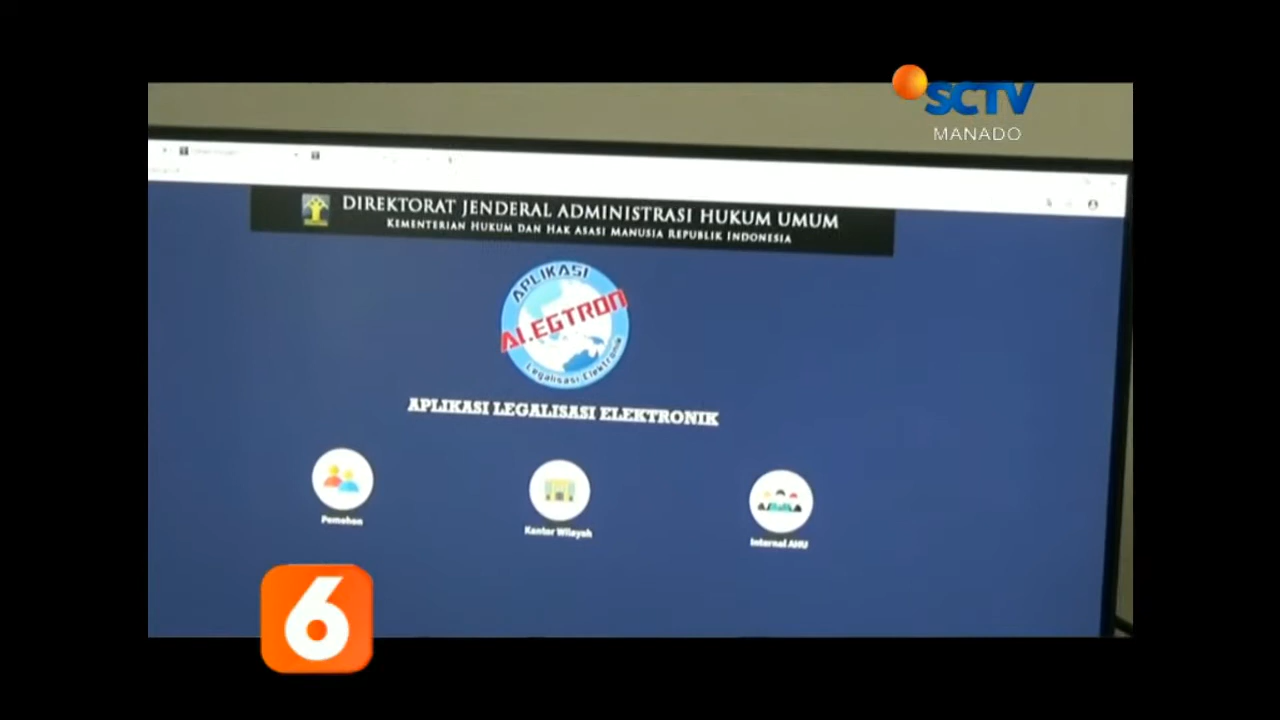 SCTV
MANADO
DIREKTORAT JENDERAL ADMINISTRASI HUKUM UMUM
KEMENTERIAN HUKUM DAN HAK ASASI MANUSIA REPUBLIK INDONESIA
APLIKASI
ALEGTRON
Legalisasi Elektronik
APLIKASI LEGALISASI ELEKTRONIK
Pemohon
Kantor Wilayah
Internal AHU
6